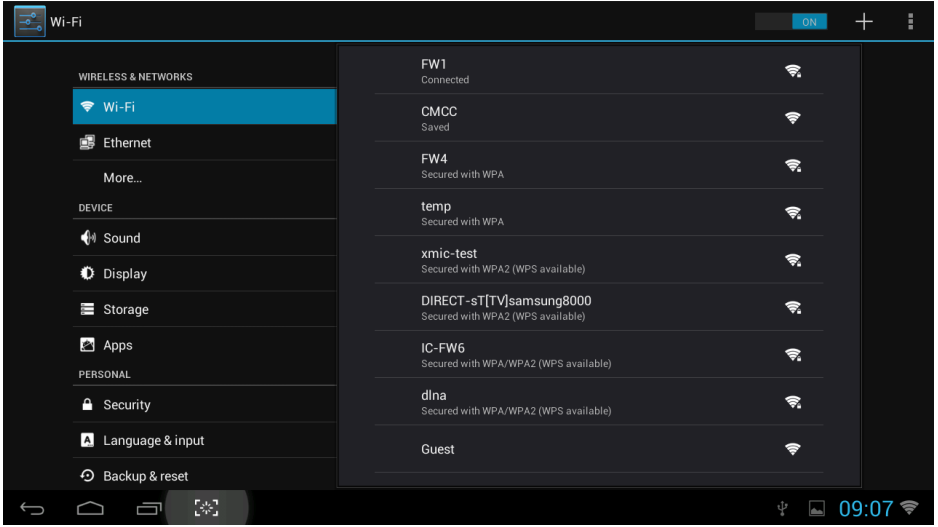 Wi-Fi
ON
WIRELESS & NETWORKS
Wi-Fi
Ethernet
More...
DEVICE
Sound
Display
Storage
Apps
PERSONAL
Security
A
Language & input
Backup & reset
FW1
Connected
CMCC
Saved
FW4
Secured with WPA
temp
Secured with WPA
xmic-test
Secured with WPA2 (WPS available)
DIRECT-sT[TV]samsung8000
Secured with WPA2 (WPS available)
IC-FW6
Secured with WPA/WPA2 (WPS available)
dlna
Secured with WPA/WPA2 (WPS available)
Guest
09:07